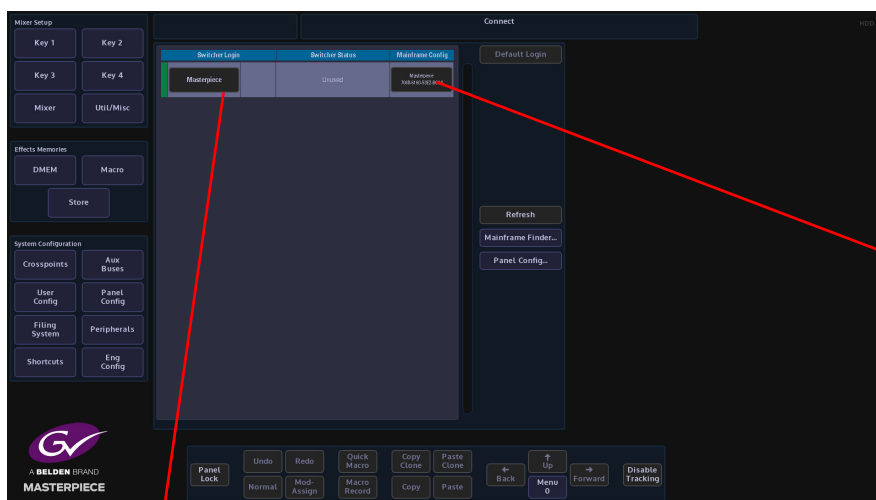 Mixer Setup
Key 1
Key 2
Key 3
Key 4
Mixer
Util/Misc
Effects Memories
DMEM
Macro
Store
System Configuration
Crosspoints
Aux
Buses
User
Config
Panel
Config
Filing
System
Peripherals
Shortcuts
Eng
Config
GV
A BELDEN BRAND
MASTERPIECE
Connect
HDD
Switcher Login
Switcher Status
Mainframe Config
Masterpiece
Unused
Masterpiece
Default Login
Refresh
Mainframe Finder...
Panel Config...
Panel
Lock
Undo
Redo
Normal
Mod-
Assign
Quick
Macro
Macro
Record
Copy
Clone
Paste
Clone
Copy
Paste
↑
Up
←
Back
Menu
0
→
Forward
Disable
Tracking